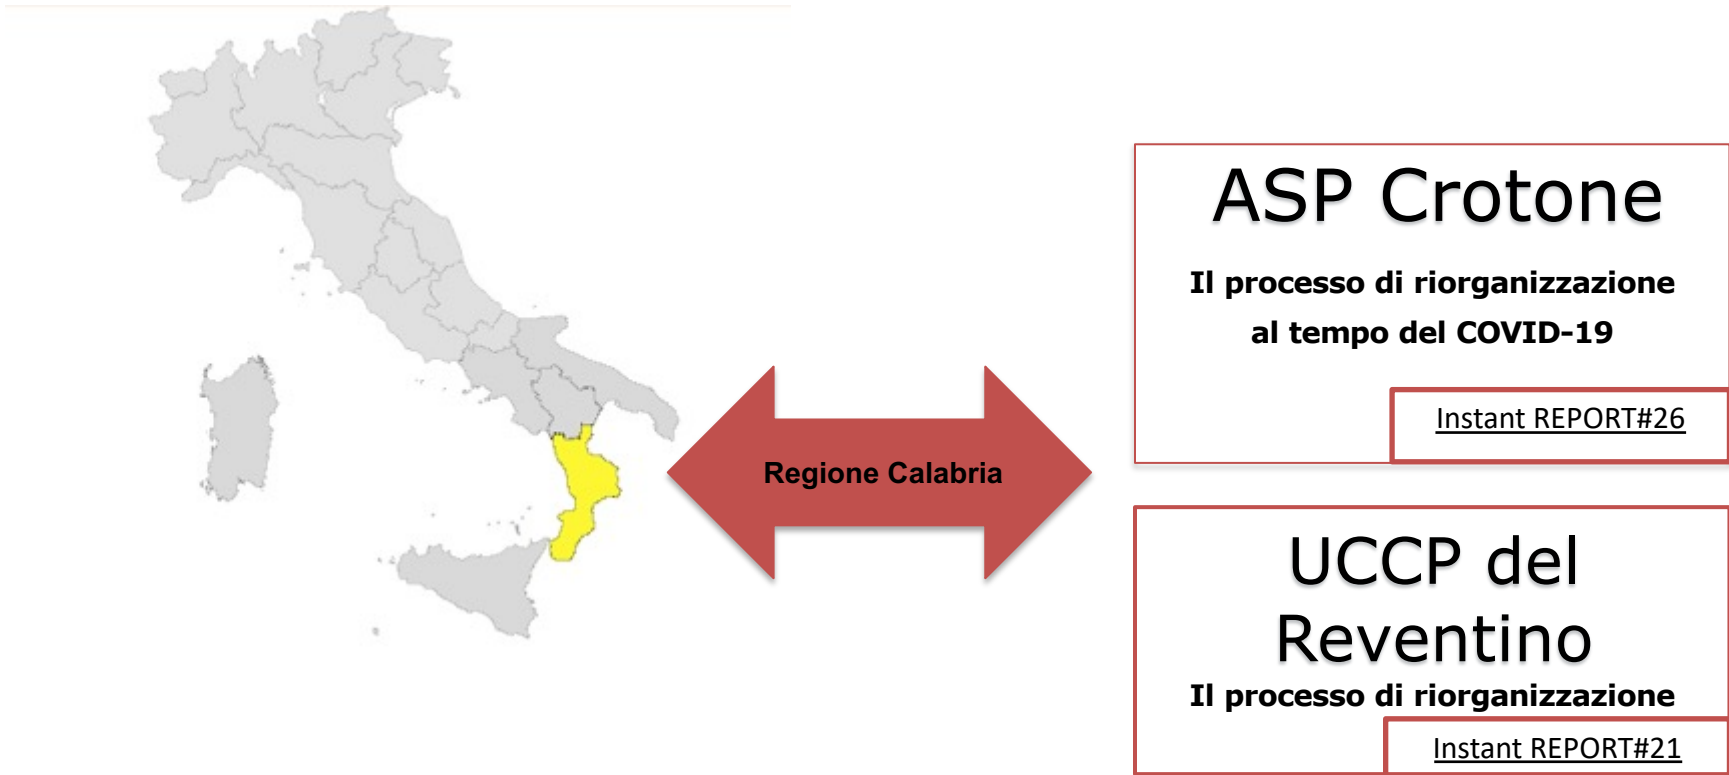 Regione Calabria
ASP Crotone
Il processo di riorganizzazione
al tempo del COVID-19
Instant REPORT#26
UCCP del
Reventino
Il processo di riorganizzazione
Instant REPORT#21